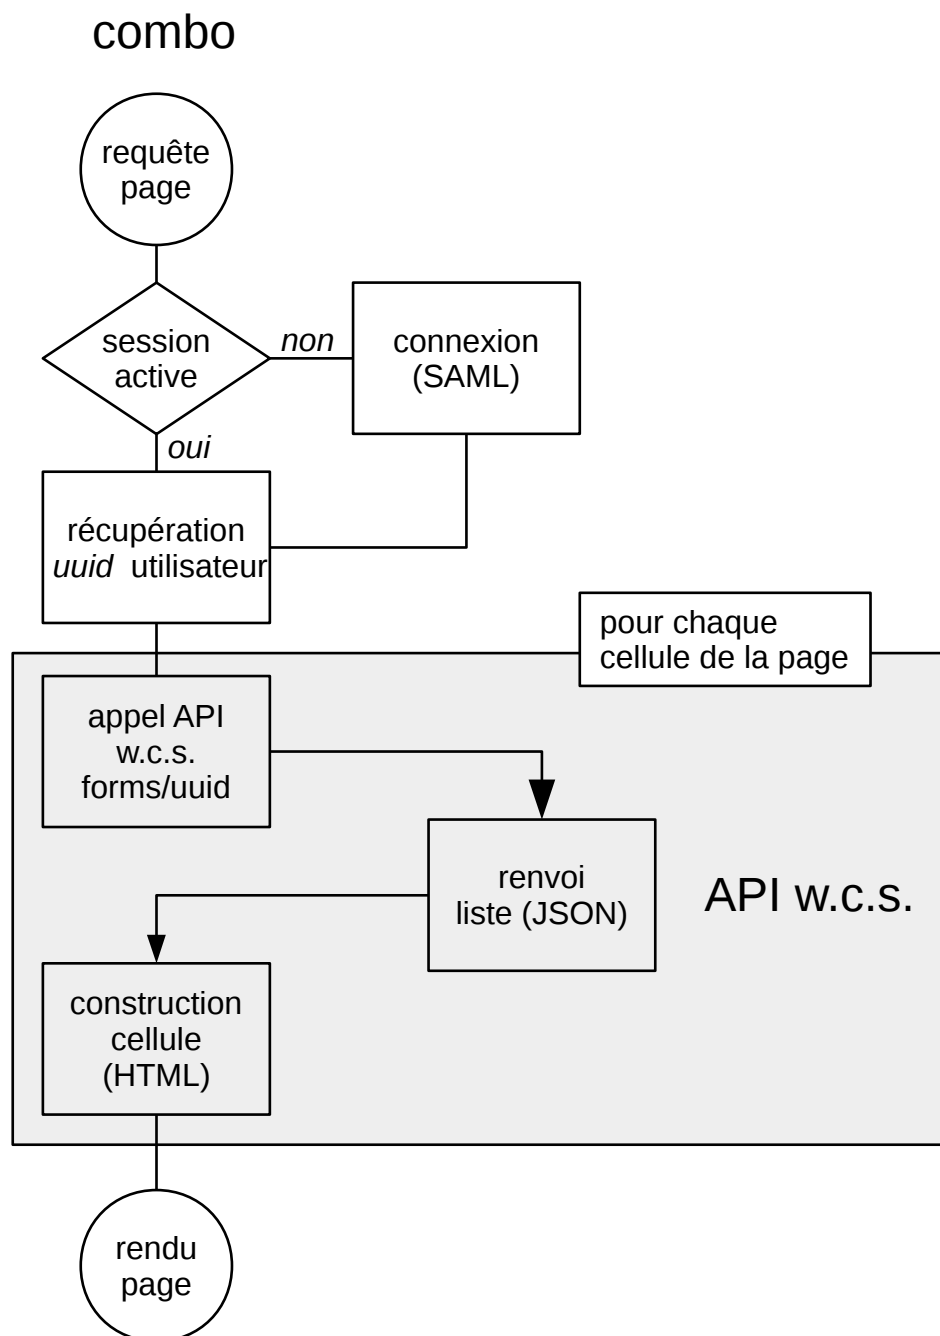 combo
requête
page
session
active
non
connexion
(SAML)
oui
récupération
uuid utilisateur
pour chaque
cellule de la page
appel API
w.c.s.
forms/uuid
renvoi
liste (JSON)
API w.c.s.
construction
cellule
(HTML)
rendu
page